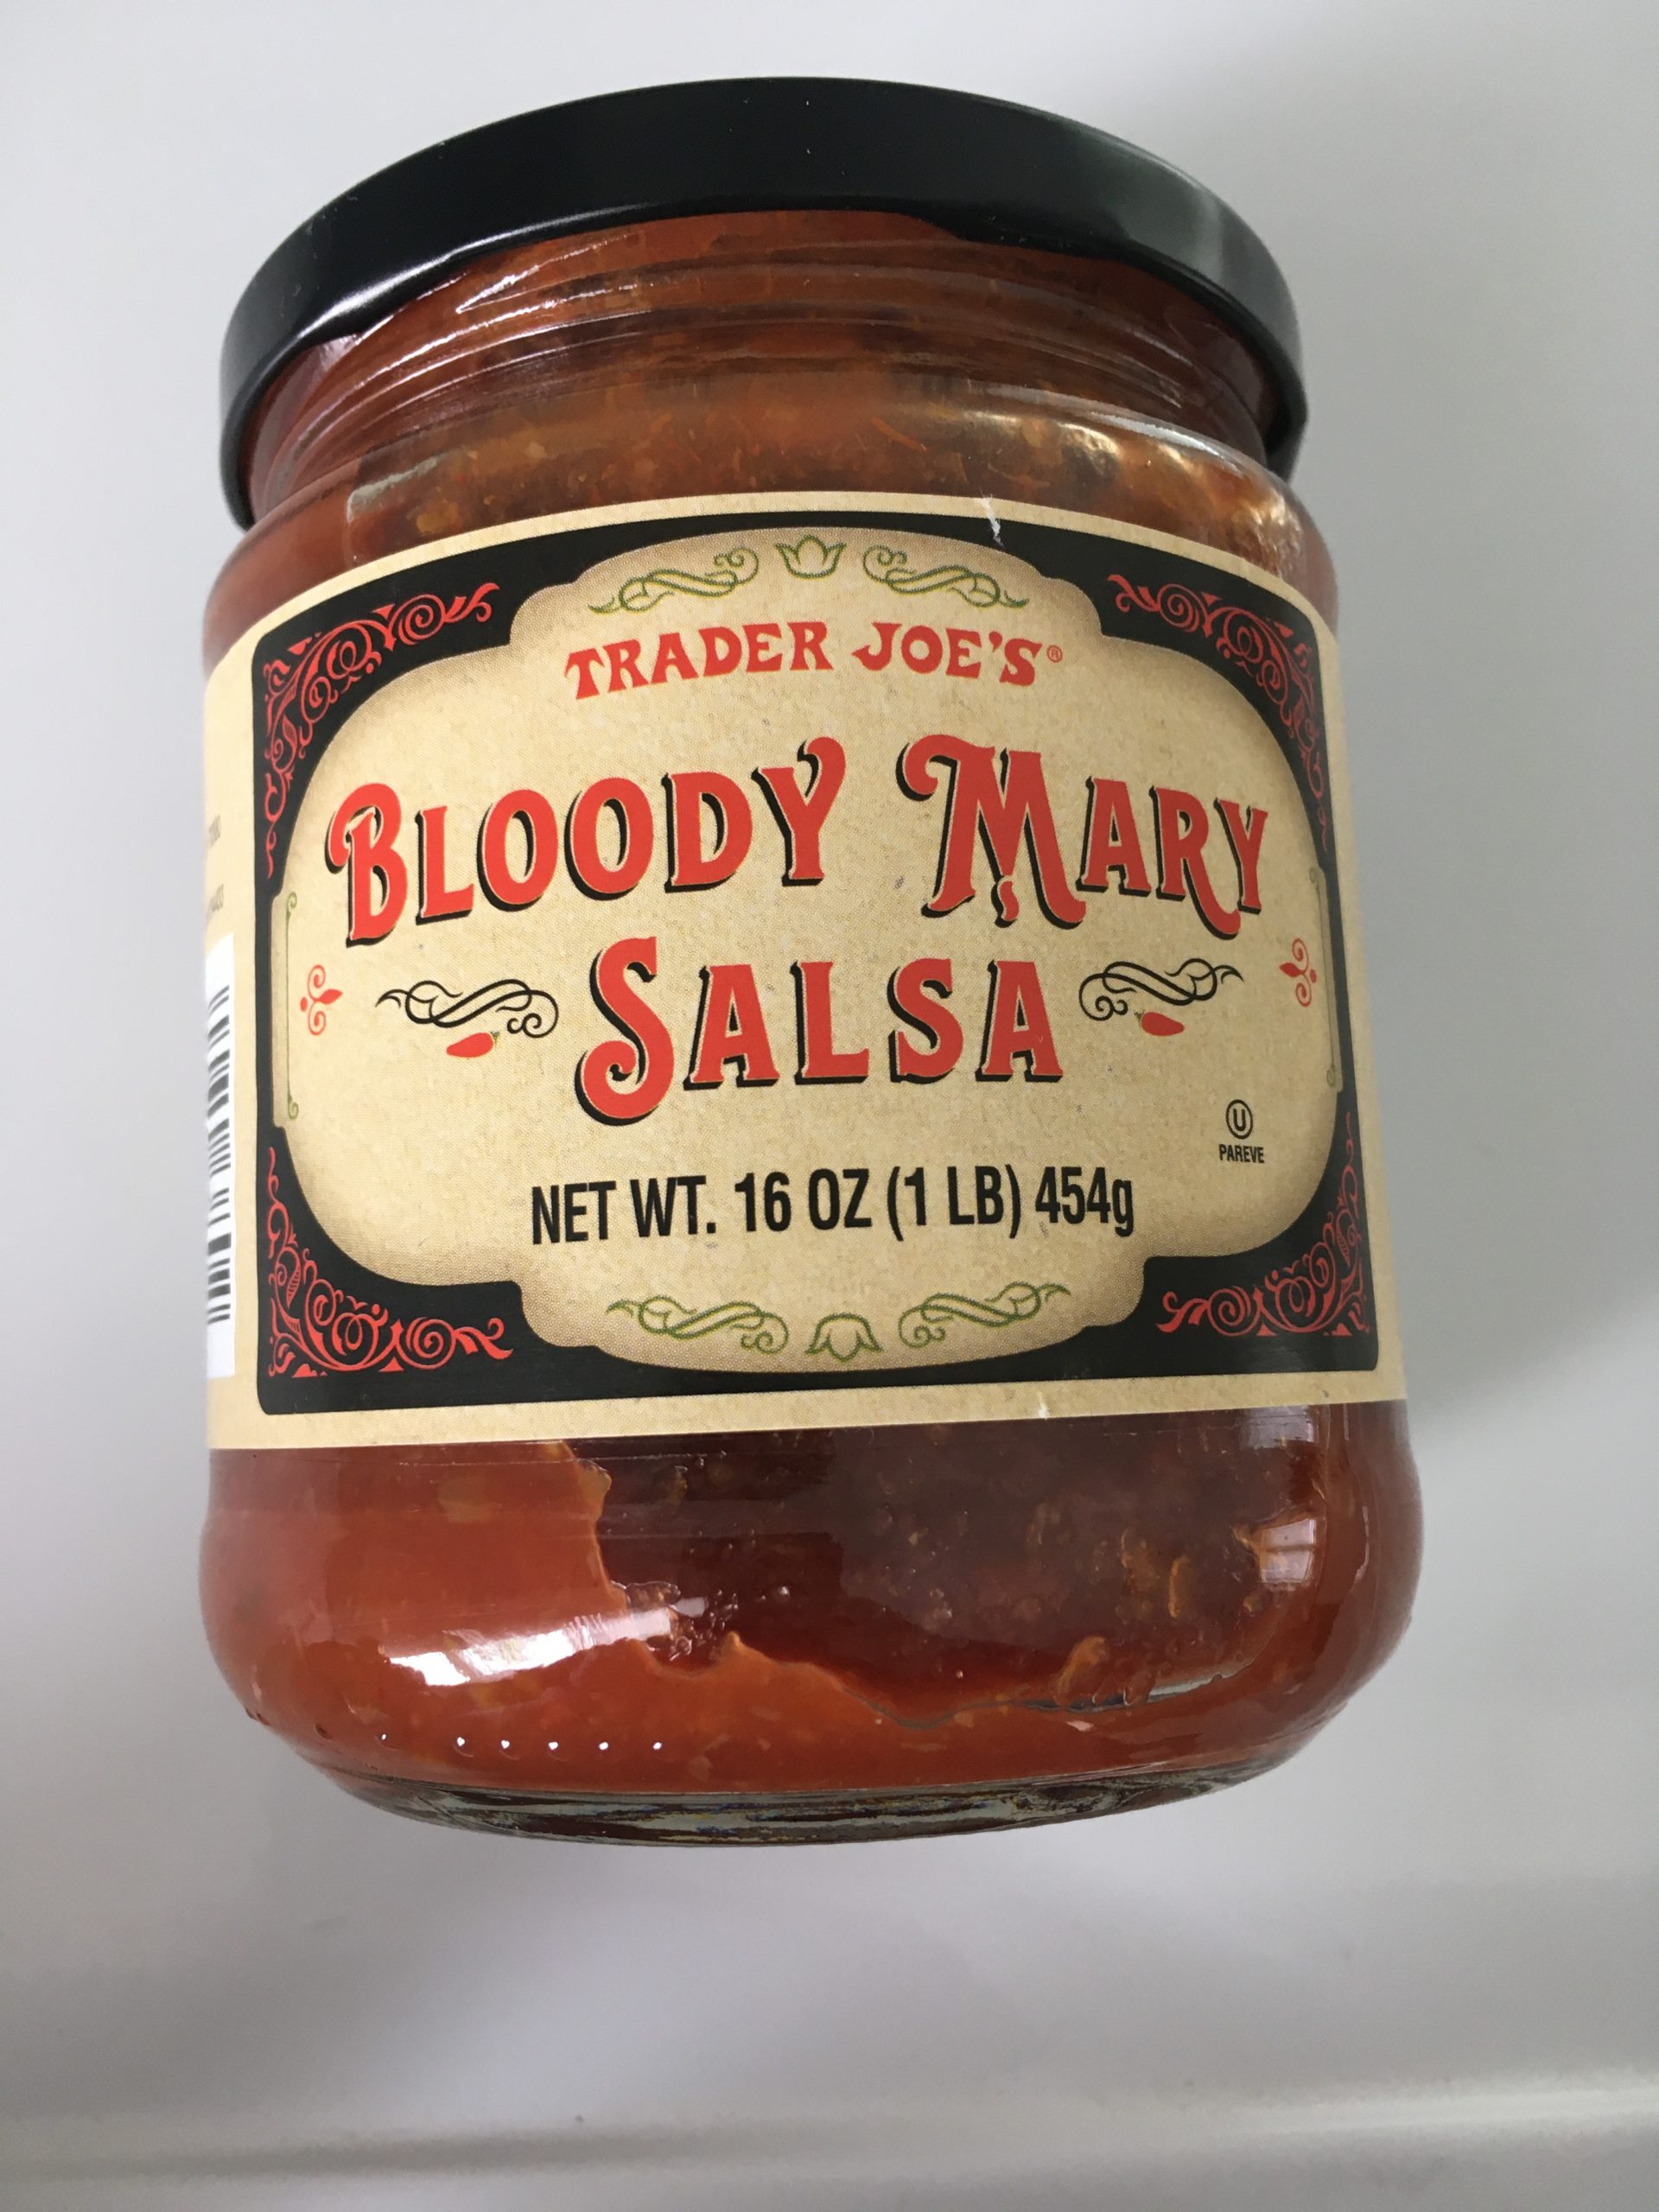 TRADER JOE'S®
BLOODY MARY
SALSA
U
PAREVE
NET WT. 16 OZ (1 LB) 454g